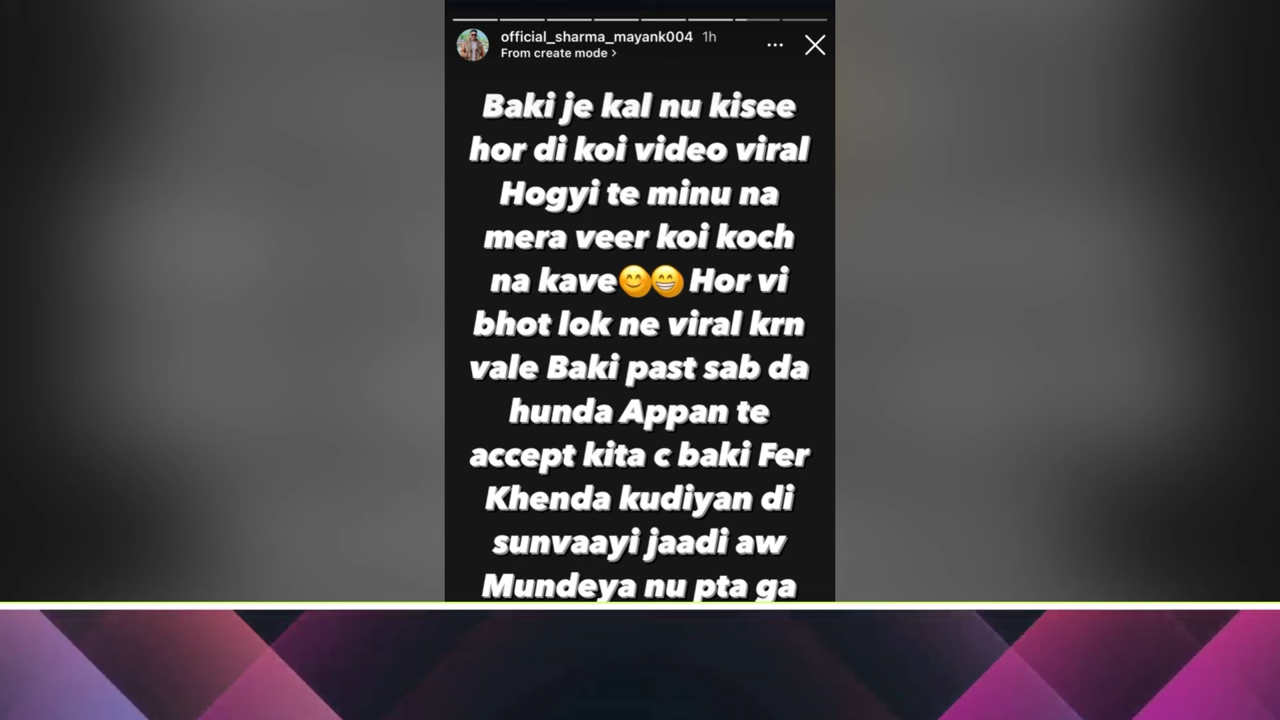 official_sharma_mayank004 1h
From create mode >
Baki je kal nu kisee
hor di koi video viral
Hogyi te minu na
mera veer koi koch
na kave😊😁 Hor vi
bhot lok ne viral krn
vale Baki past sab da
hunda Appan te
accept kita c baki Fer
Khenda kudiyan di
sunvaayi jaadi aw
Mundeya nu pta ga